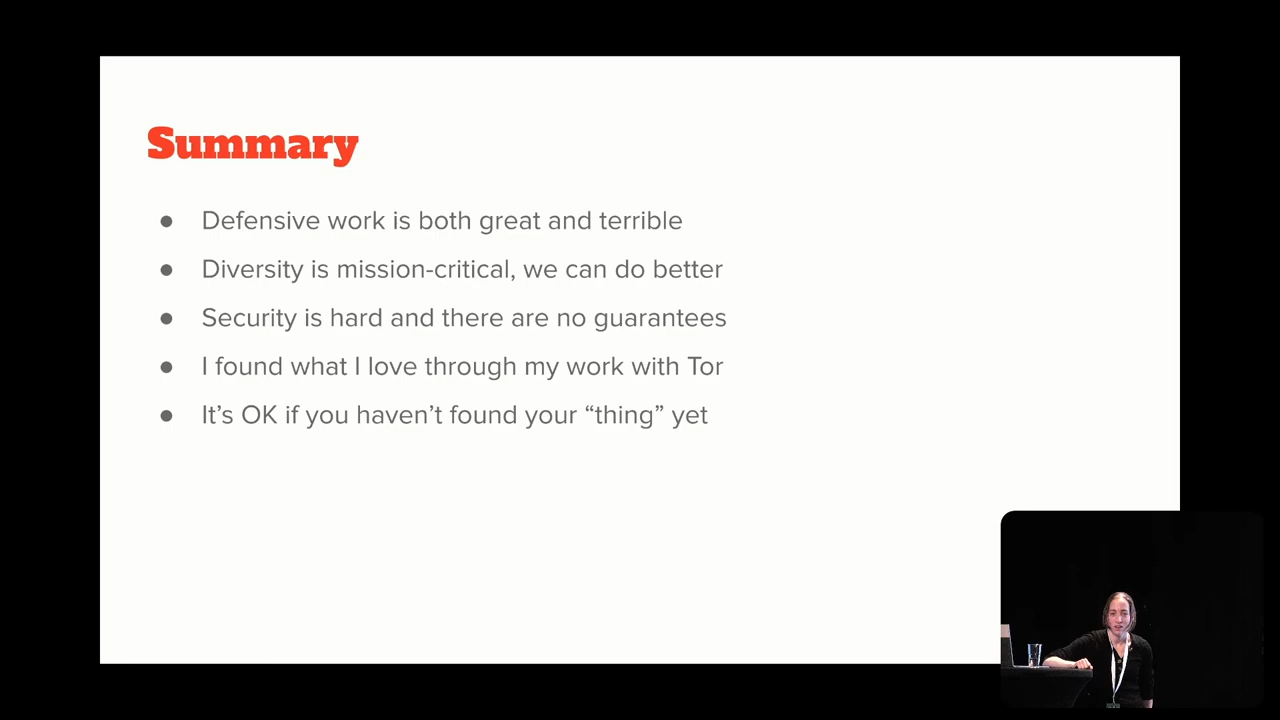 Summary
● Defensive work is both great and terrible
● Diversity is mission-critical, we can do better
● Security is hard and there are no guarantees
● I found what I love through my work with Tor
● It’s OK if you haven’t found your “thing” yet